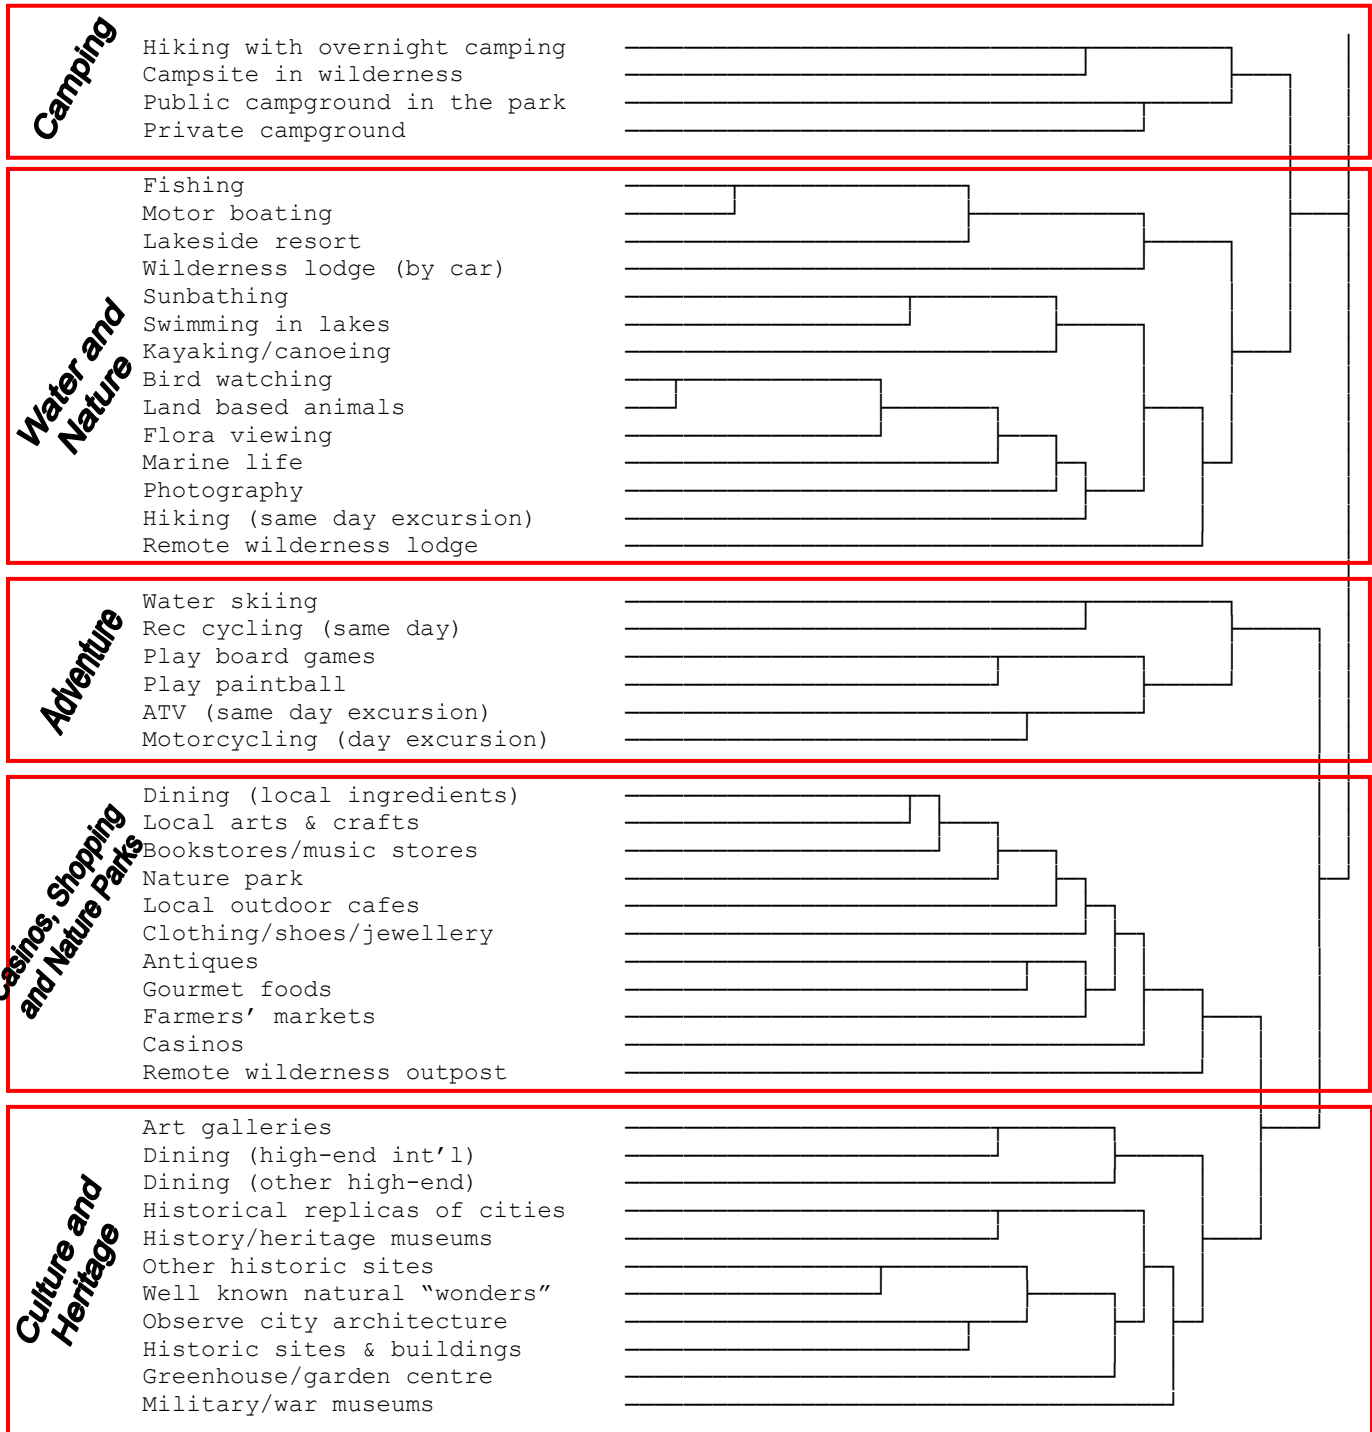 Camping
Hiking with overnight camping
Campsite in wilderness
Public campground in the park
Private campground
Water and
Nature
Fishing
Motor boating
Lakeside resort
Wilderness lodge (by car)
Sunbathing
Swimming in lakes
Kayaking/canoeing
Bird watching
Land based animals
Flora viewing
Marine life
Photography
Hiking (same day excursion)
Remote wilderness lodge
Adventure
Water skiing
Rec cycling (same day)
Play board games
Play paintball
ATV (same day excursion)
Motorcycling (day excursion)
Casinos, Shopping
and Nature Parks
Dining (local ingredients)
Local arts & crafts
Bookstores/music stores
Nature park
Local outdoor cafes
Clothing/shoes/jewellery
Antiques
Gourmet foods
Farmers’ markets
Casinos
Remote wilderness outpost
Culture and
Heritage
Art galleries
Dining (high-end int’l)
Dining (other high-end)
Historical replicas of cities
History/heritage museums
Other historic sites
Well known natural “wonders”
Observe city architecture
Historic sites & buildings
Greenhouse/garden centre
Military/war museums